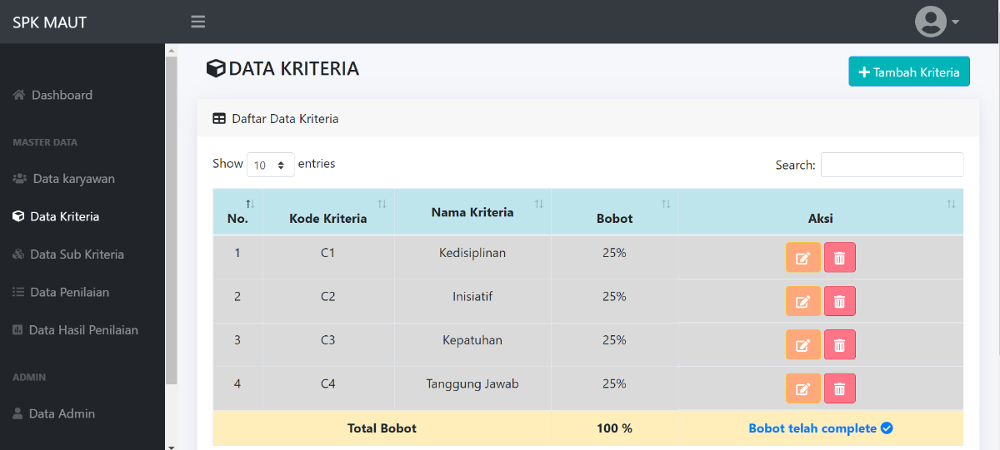 SPK MAUT
Dashboard
MASTER DATA
Data karyawan
Data Kriteria
Data Sub Kriteria
Data Penilaian
Data Hasil Penilaian
ADMIN
Data Admin
DATA KRITERIA
Tambah Kriteria
Daftar Data Kriteria
Show 10 entries
Search:
No. Kode Kriteria Nama Kriteria Bobot Aksi
1 C1 Kedisiplinan 25%
2 C2 Inisiatif 25%
3 C3 Kepatuhan 25%
4 C4 Tanggung Jawab 25%
Total Bobot 100 % Bobot telah complete